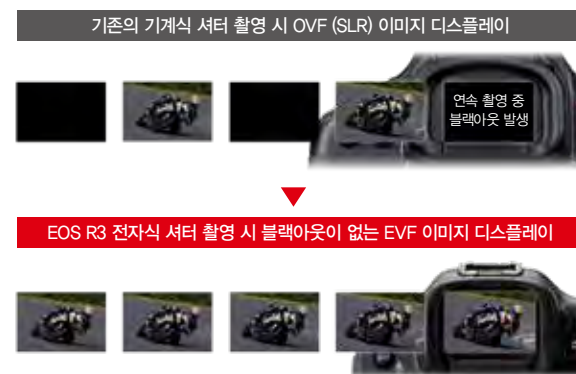 기존의 기계식 셔터 촬영 시 OVF (SLR) 이미지 디스플레이
연속 촬영 중
블랙아웃 발생
EOS R3 전자식 셔터 촬영 시 블랙아웃이 없는 EVF 이미지 디스플레이